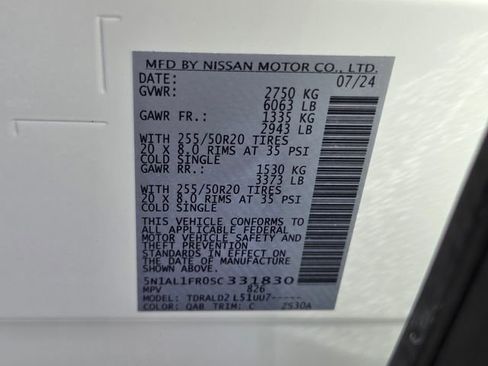 MFD BY NISSAN MOTOR CO., LTD.
DATE: 07/24
GVWR: 2750 KG
6063 LB
GAWR FR.: 1335 KG
2943 LB
WITH 255/50R20 TIRES
20 X 8.0 RIMS AT 35 PSI
COLD SINGLE
GAWR RR.: 1530 KG
3373 LB
WITH 255/50R20 TIRES
20 X 8.0 RIMS AT 35 PSI
COLD SINGLE
THIS VEHICLE CONFORMS TO
ALL APPLICABLE FEDERAL
MOTOR VEHICLE SAFETY AND
THEFT PREVENTION
STANDARDS IN EFFECT ON
THE DATE OF MANUFACTURE
SHOWN ABOVE.
5N1AL1FR0SC331830
MPV 826
MODEL: TDRALD2 L51UU7-----
COLOR: QAB TRIM: C 2530A